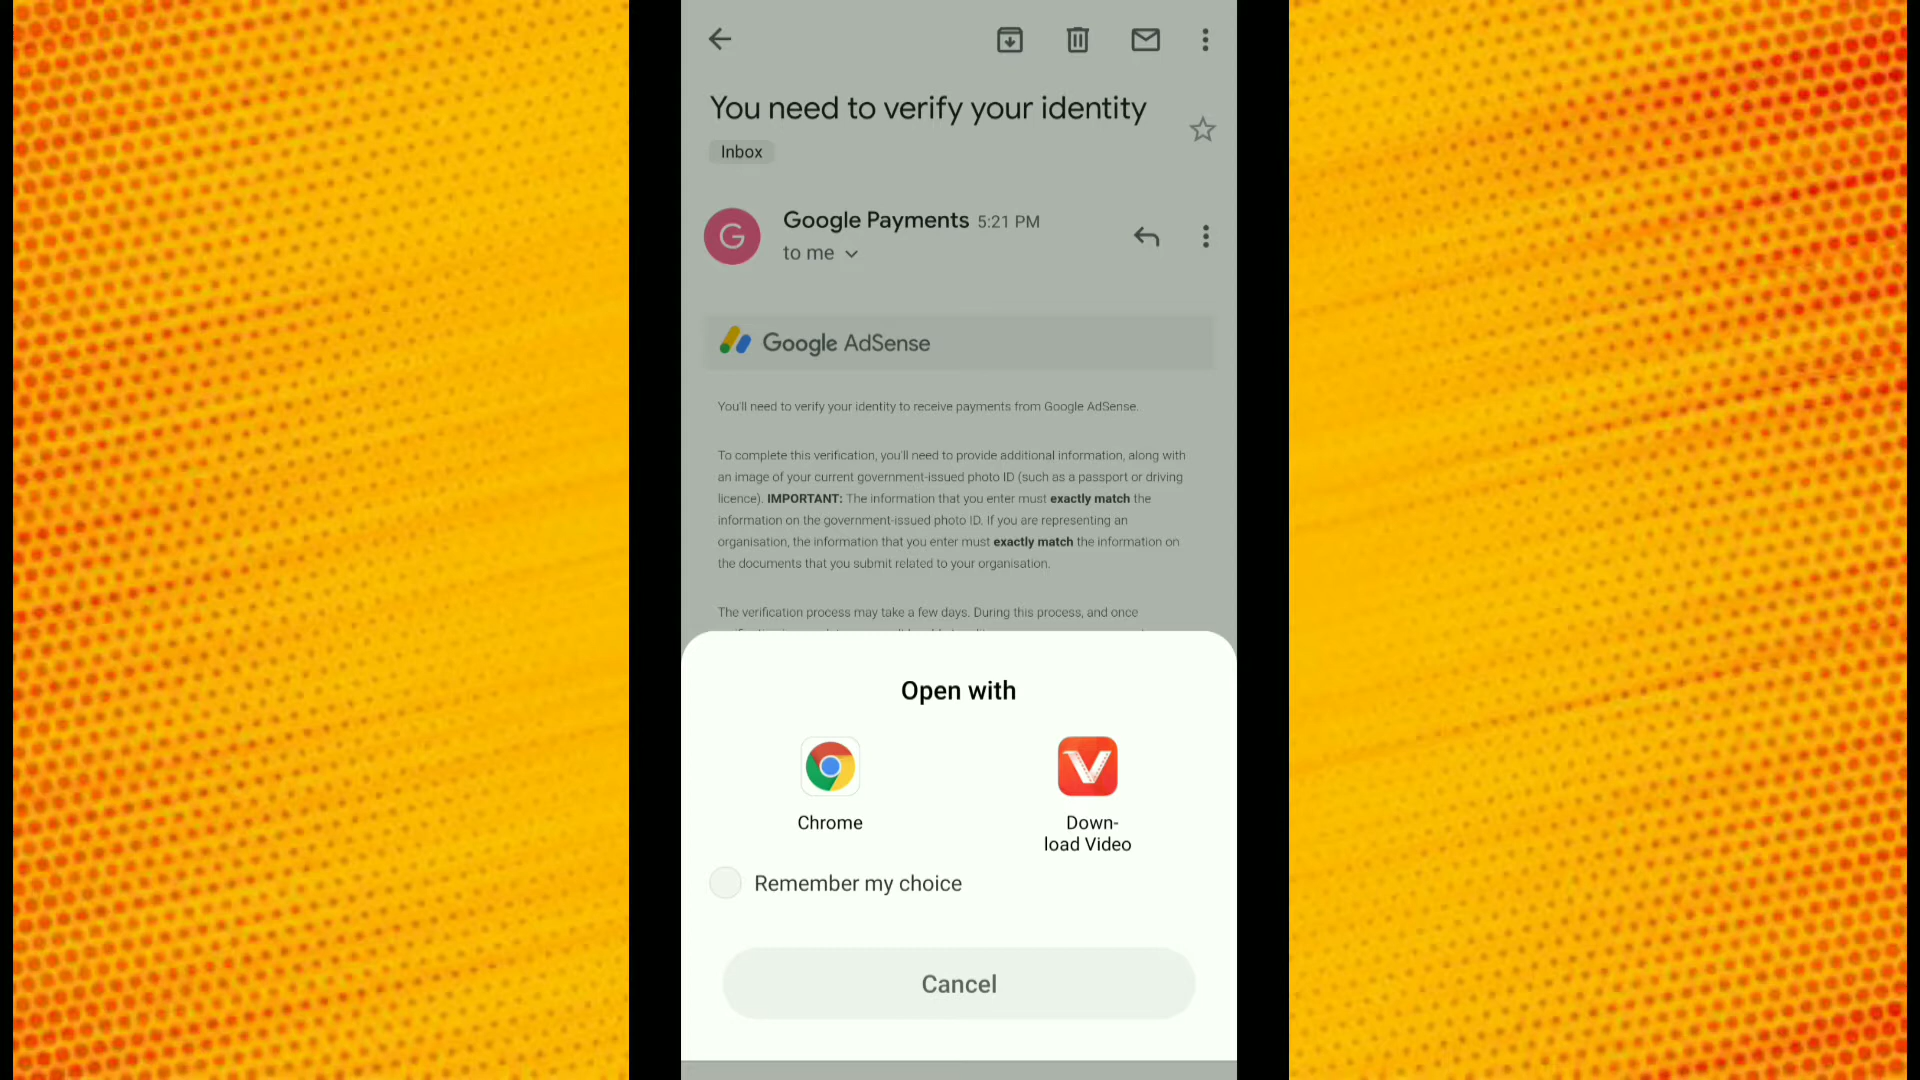 You need to verify your identity
Inbox
G
Google Payments 5:21 PM
to me
Google AdSense
You'll need to verify your identity to receive payments from Google AdSense.
To complete this verification, you'll need to provide additional information, along with
an image of your current government-issued photo ID (such as a passport or driving
licence). IMPORTANT: The information that you enter must exactly match the
information on the government-issued photo ID. If you are representing an
organisation, the information that you enter must exactly match the information on
the documents that you submit related to your organisation.
The verification process may take a few days. During this process, and once
Open with
Chrome
Down-
load Video
Remember my choice
Cancel